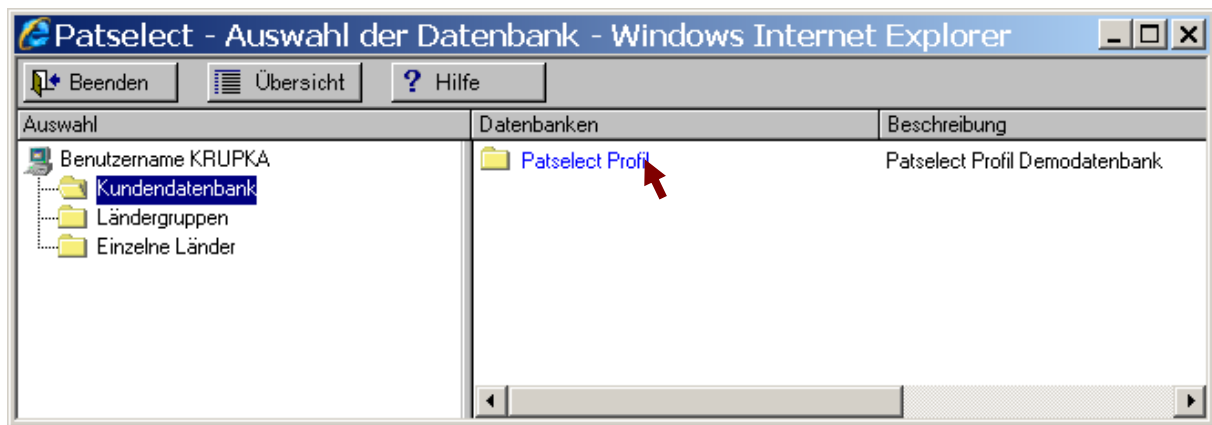 Patselect - Auswahl der Datenbank - Windows Internet Explorer
Beenden Übersicht ? Hilfe
Auswahl Datenbanken Beschreibung
Benutzername KRUPKA Patselect Profil Patselect Profil Demodatenbank
Kundendatenbank
Ländergruppen
Einzelne Länder